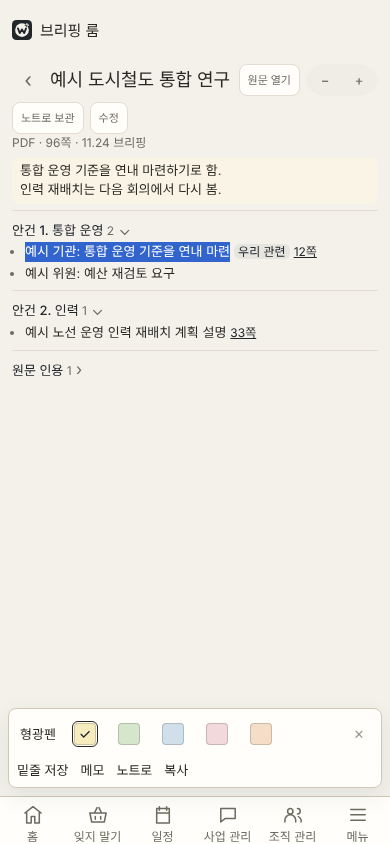 브리핑 룸
예시 도시철도 통합 연구
원문 열기
− +
노트로 보관 수정
PDF · 96쪽 · 11.24 브리핑
통합 운영 기준을 연내 마련하기로 함.
인력 재배치는 다음 회의에서 다시 봄.
안건 1. 통합 운영 2
• 예시 기관: 통합 운영 기준을 연내 마련 우리 관련 12쪽
• 예시 위원: 예산 재검토 요구
안건 2. 인력 1
• 예시 노선 운영 인력 재배치 계획 설명 33쪽
원문 인용 1
형광펜
밑줄 저장 메모 노트로 복사
홈 잊지 말기 일정 사업 관리 조직 관리 메뉴